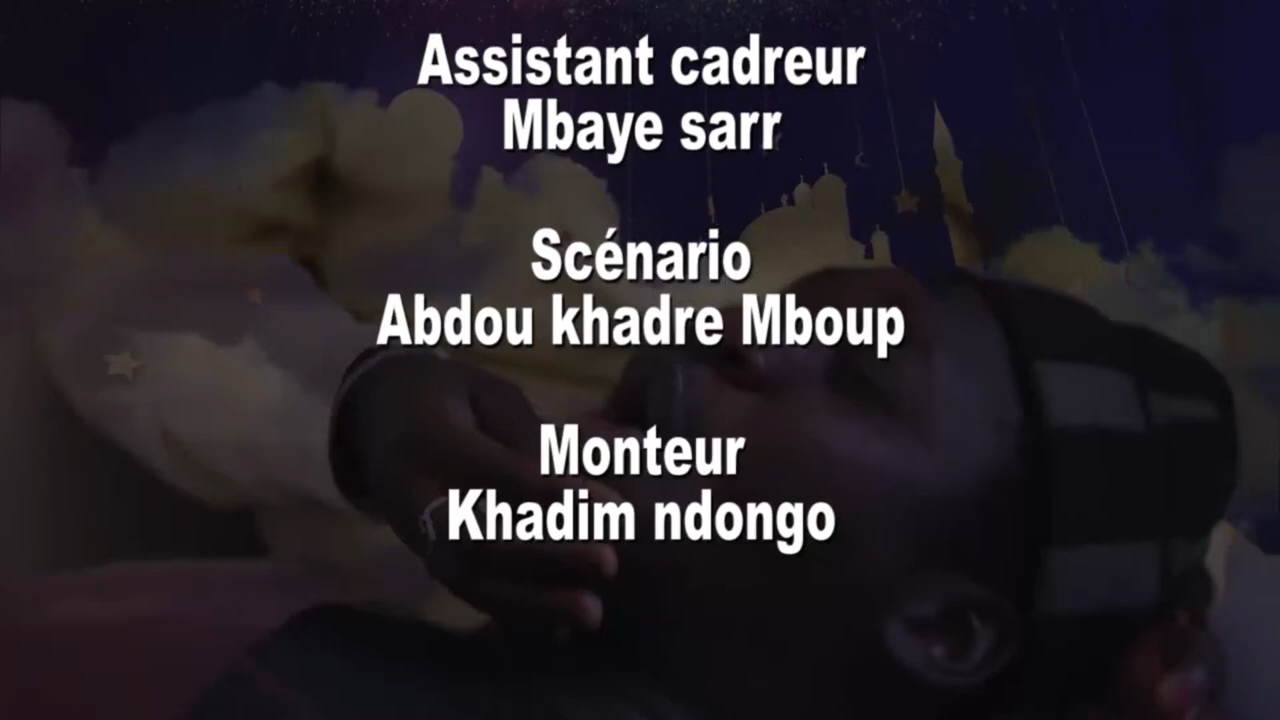 Assistant cadreur
Mbaye sarr
Scénario
Abdou khadre Mboup
Monteur
Khadim ndongo